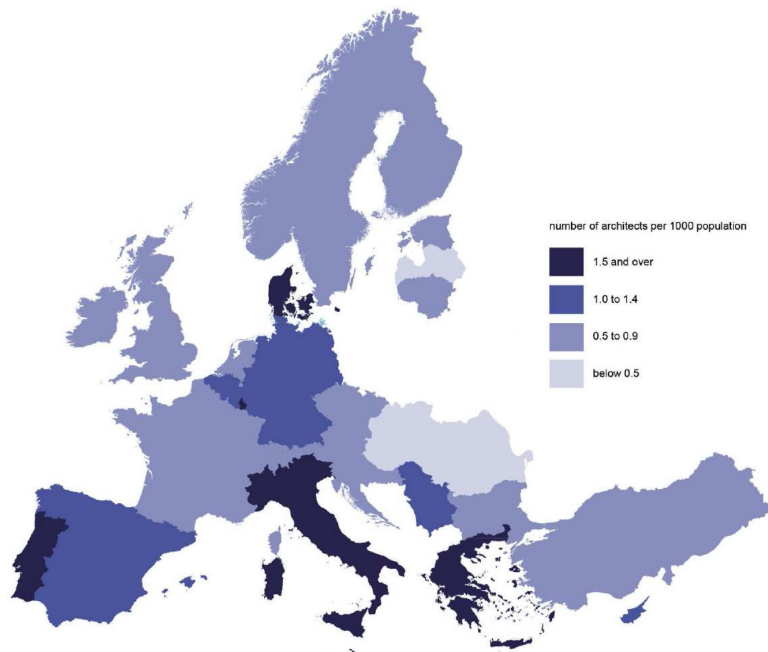 number of architects per 1000 population
1.5 and over
1.0 to 1.4
0.5 to 0.9
below 0.5